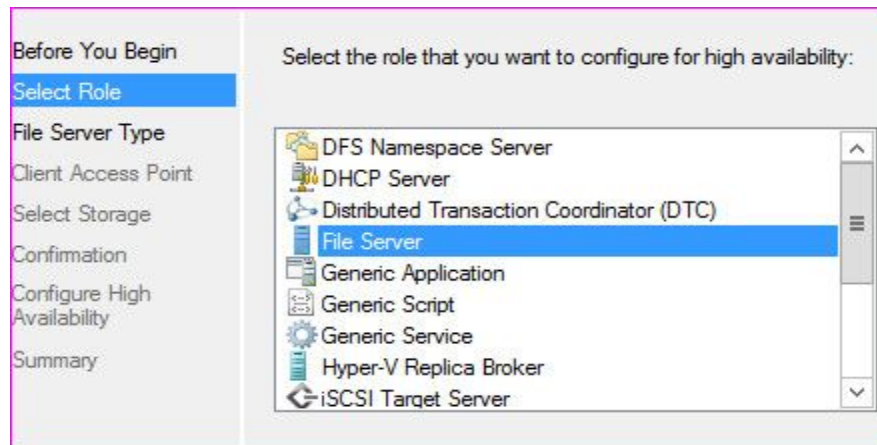 Before You Begin
Select Role
File Server Type
Client Access Point
Select Storage
Confirmation
Configure High
Availability
Summary
Select the role that you want to configure for high availability:
DFS Namespace Server
DHCP Server
Distributed Transaction Coordinator (DTC)
File Server
Generic Application
Generic Script
Generic Service
Hyper-V Replica Broker
iSCSI Target Server